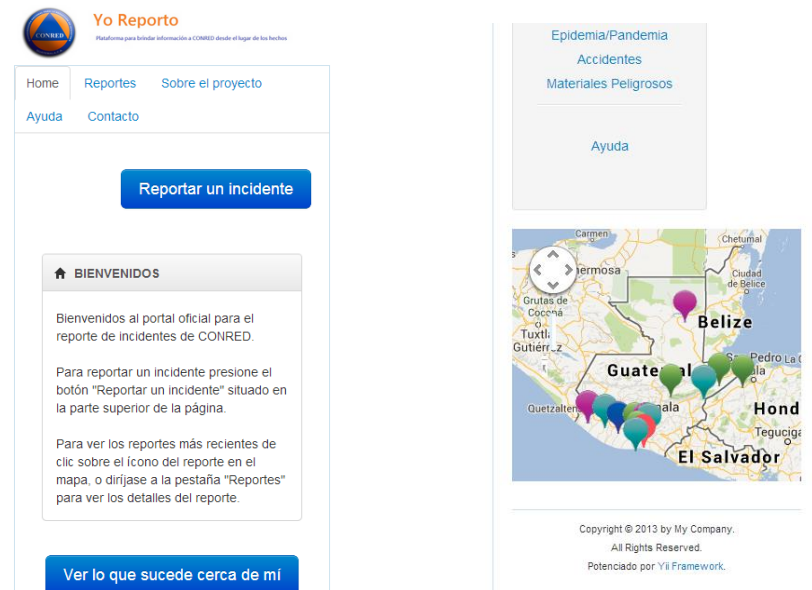 CONRED
Yo Reporto
Plataforma para brindar información a CONRED desde el lugar de los hechos
Home Reportes Sobre el proyecto
Ayuda Contacto
Reportar un incidente
BIENVENIDOS
Bienvenidos al portal oficial para el
reporte de incidentes de CONRED.
Para reportar un incidente presione el
botón "Reportar un incidente" situado en
la parte superior de la página.
Para ver los reportes más recientes de
clic sobre el ícono del reporte en el
mapa, o diríjase a la pestaña "Reportes"
para ver los detalles del reporte.
Ver lo que sucede cerca de mí
Epidemia/Pandemia
Accidentes
Materiales Peligrosos
Ayuda
Carmen
Chetumal
hermosa
Ciudad
de Belice
Grutas de
Belize
Tuxtla
San Pedro La
Guate
Quetzalten
ala
Hond
Teguciga
El Salvador
Copyright © 2013 by My Company.
All Rights Reserved.
Potenciado por Yii Framework.